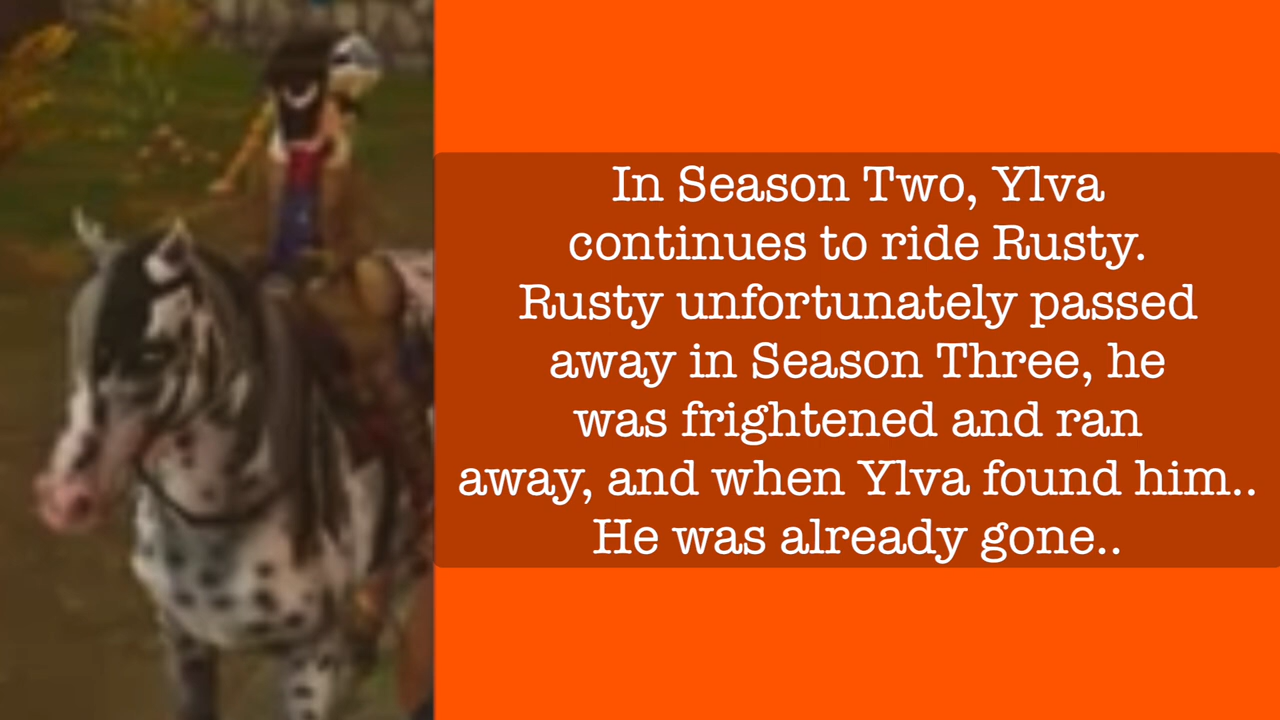 In Season Two, Ylva
continues to ride Rusty.
Rusty unfortunately passed
away in Season Three, he
was frightened and ran
away, and when Ylva found him..
He was already gone..